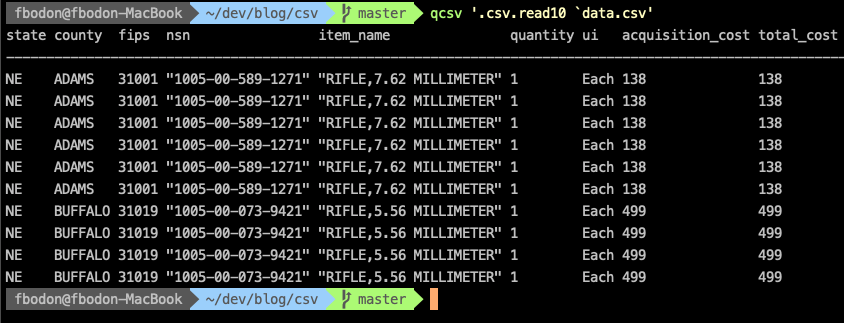 fbodon@fbodon-MacBook ~/dev/blog/csv master qcsv '.csv.read10 `data.csv'
state county fips nsn item_name quantity ui acquisition_cost total_cost
NE ADAMS 31001 "1005-00-589-1271" "RIFLE,7.62 MILLIMETER" 1 Each 138 138
NE ADAMS 31001 "1005-00-589-1271" "RIFLE,7.62 MILLIMETER" 1 Each 138 138
NE ADAMS 31001 "1005-00-589-1271" "RIFLE,7.62 MILLIMETER" 1 Each 138 138
NE ADAMS 31001 "1005-00-589-1271" "RIFLE,7.62 MILLIMETER" 1 Each 138 138
NE ADAMS 31001 "1005-00-589-1271" "RIFLE,7.62 MILLIMETER" 1 Each 138 138
NE ADAMS 31001 "1005-00-589-1271" "RIFLE,7.62 MILLIMETER" 1 Each 138 138
NE BUFFALO 31019 "1005-00-073-9421" "RIFLE,5.56 MILLIMETER" 1 Each 499 499
NE BUFFALO 31019 "1005-00-073-9421" "RIFLE,5.56 MILLIMETER" 1 Each 499 499
NE BUFFALO 31019 "1005-00-073-9421" "RIFLE,5.56 MILLIMETER" 1 Each 499 499
NE BUFFALO 31019 "1005-00-073-9421" "RIFLE,5.56 MILLIMETER" 1 Each 499 499
fbodon@fbodon-MacBook ~/dev/blog/csv master